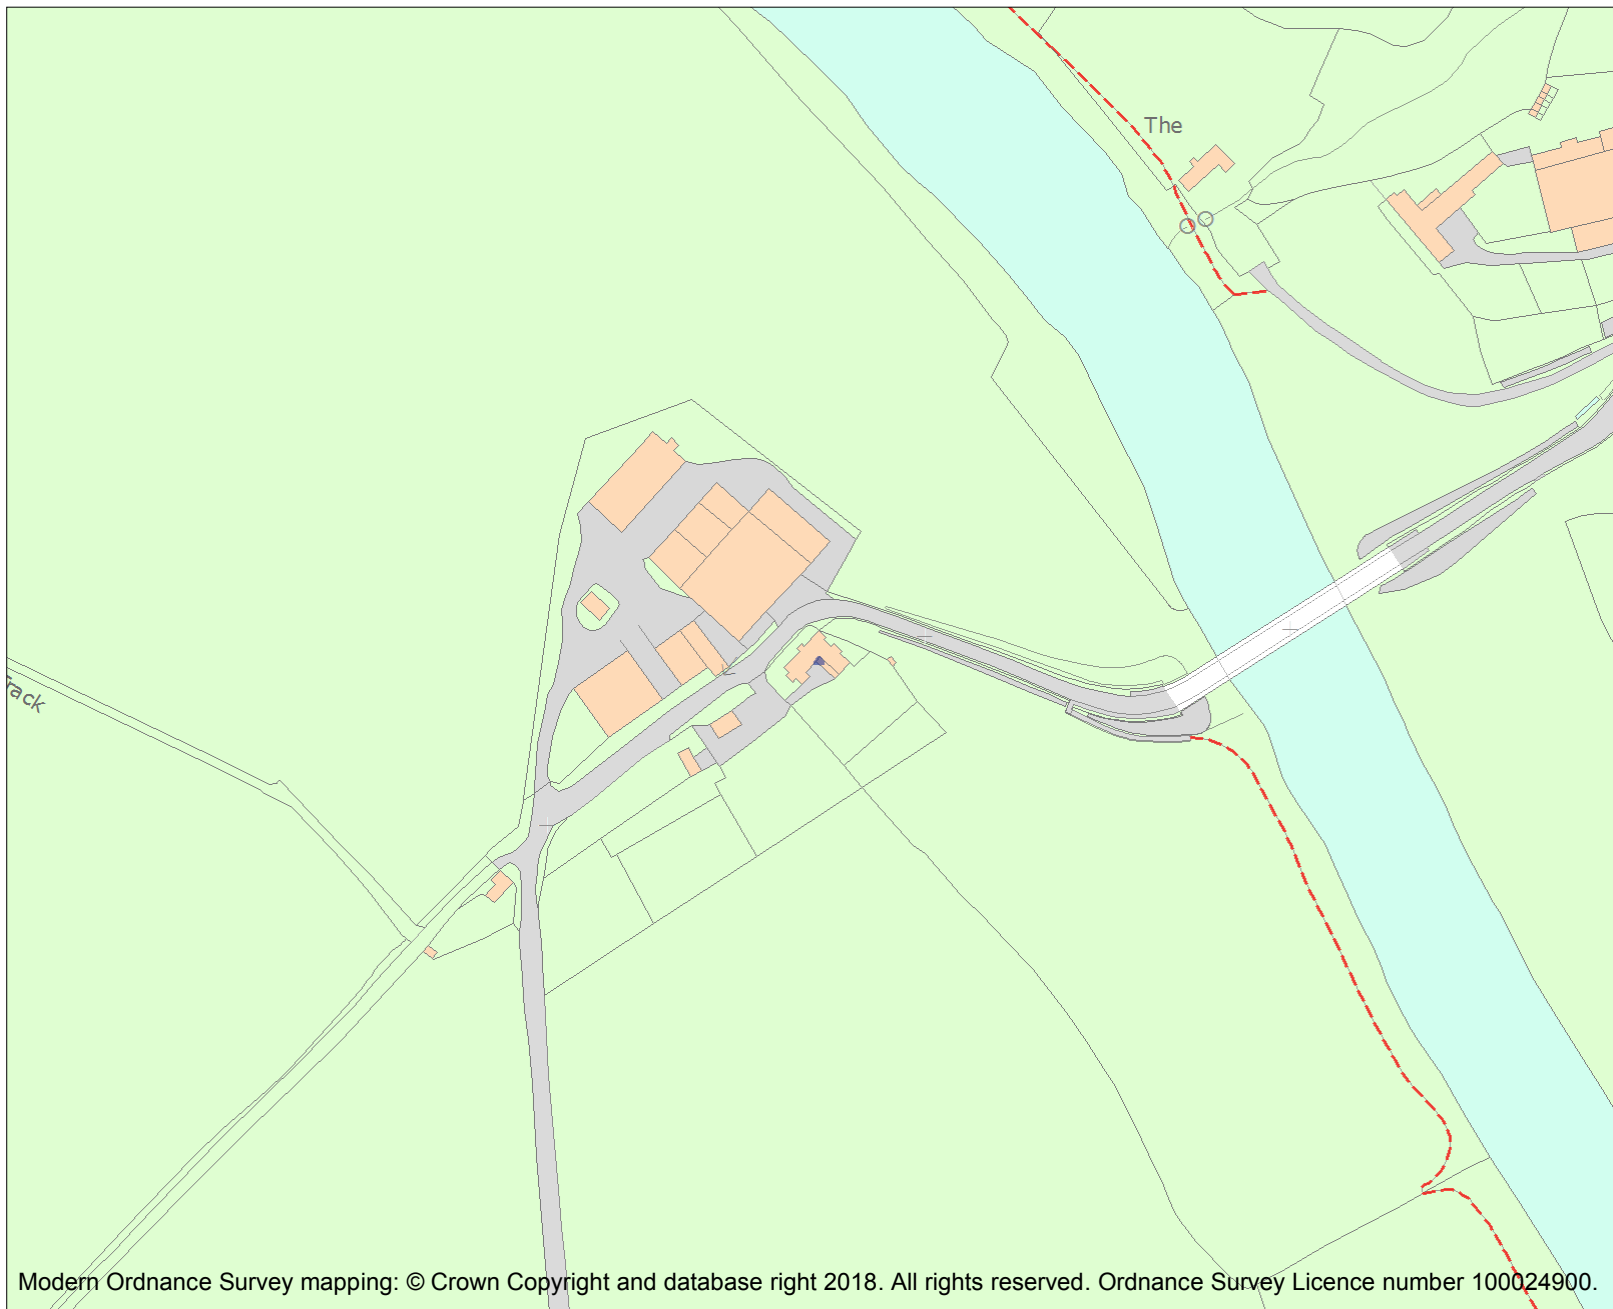 The
Track
Modern Ordnance Survey mapping: © Crown Copyright and database right 2018. All rights reserved. Ordnance Survey Licence number 100024900.